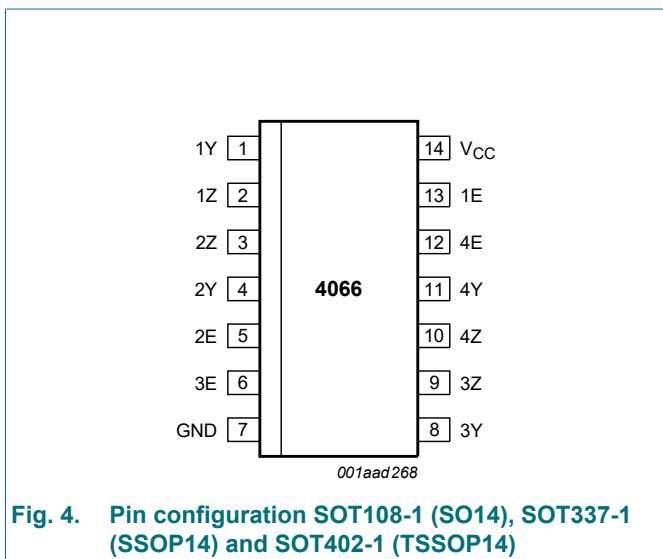 1Y 1 14 VCC
1Z 2 13 1E
2Z 3 12 4E
2Y 4 4066 11 4Y
2E 5 10 4Z
3E 6 9 3Z
GND 7 8 3Y
001aad268
Fig. 4. Pin configuration SOT108-1 (SO14), SOT337-1
(SSOP14) and SOT402-1 (TSSOP14)